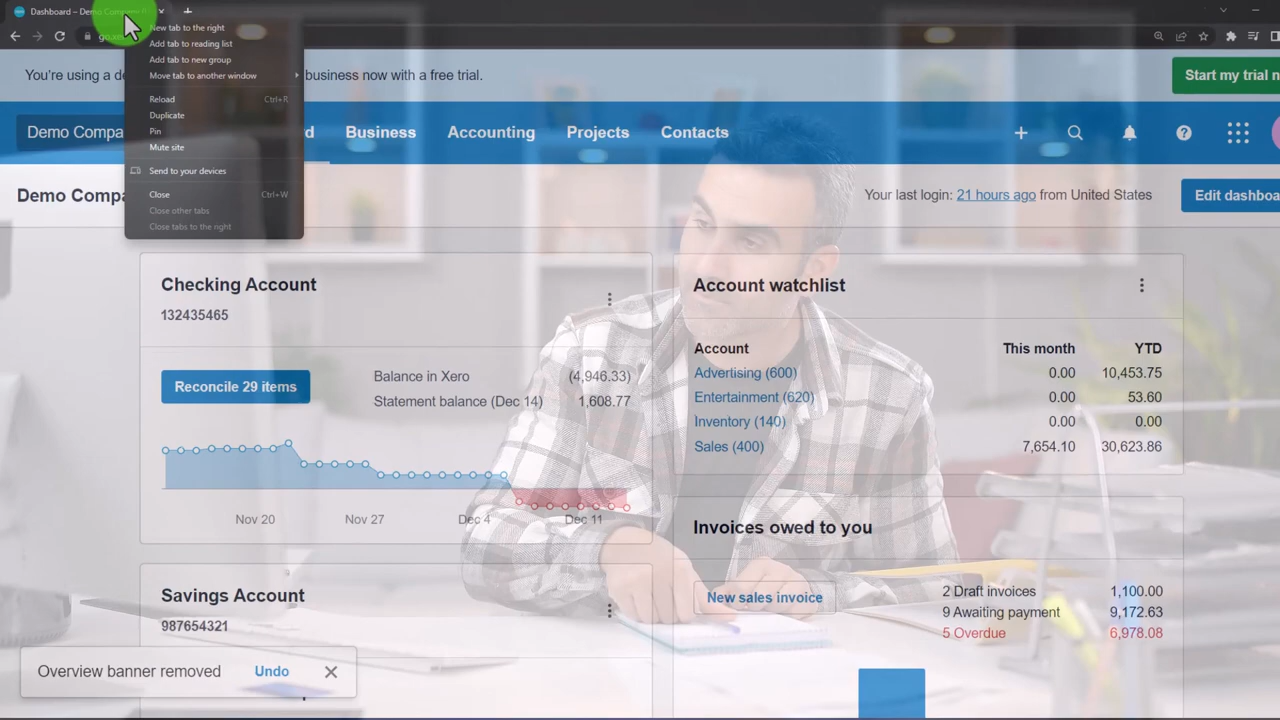 Dashboard – Demo Company
New tab to the right
Add tab to reading list
Add tab to new group
Move tab to another window
Reload Ctrl+R
Duplicate
Pin
Mute site
Send to your devices
Close Ctrl+W
Close other tabs
Close tabs to the right
You're using a de business now with a free trial.
Start my trial n
Demo Compa d Business Accounting Projects Contacts
Demo Compa
Your last login: 21 hours ago from United States
Edit dashboa
Checking Account
132435465
Reconcile 29 items
Balance in Xero (4,946.33)
Statement balance (Dec 14) 1,608.77
Nov 20 Nov 27 Dec 4 Dec 11
Account watchlist
Account This month YTD
Advertising (600) 0.00 10,453.75
Entertainment (620) 0.00 53.60
Inventory (140) 0.00 0.00
Sales (400) 7,654.10 30,623.86
Savings Account
987654321
Invoices owed to you
New sales invoice
2 Draft invoices 1,100.00
9 Awaiting payment 9,172.63
5 Overdue 6,978.08
Overview banner removed Undo